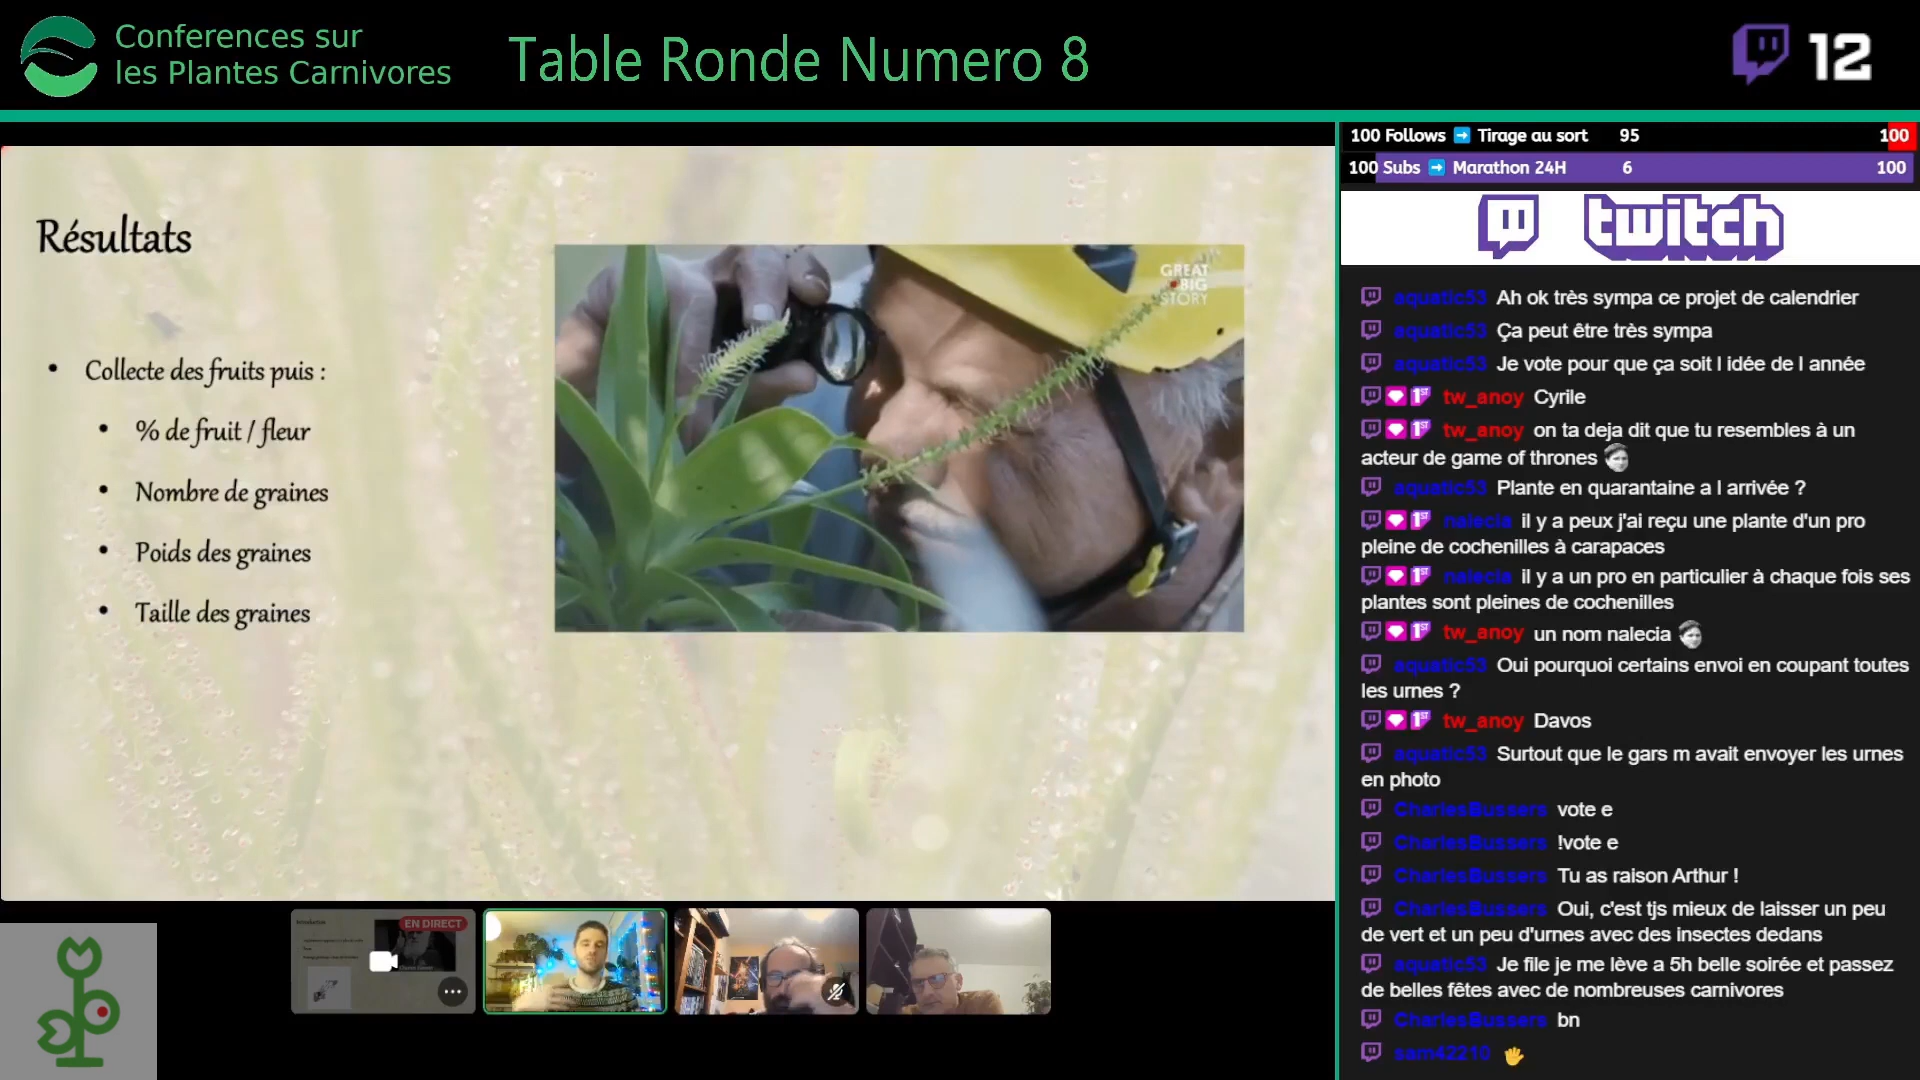 Conferences sur
les Plantes Carnivores
Table Ronde Numero 8
12
100 Follows ➡ Tirage au sort 95 100
100 Subs ➡ Marathon 24H 6 100
twitch
Résultats
• Collecte des fruits puis :
• % de fruit / fleur
• Nombre de graines
• Poids des graines
• Taille des graines
GREAT
BIG
STORY
aquatic53 Ah ok très sympa ce projet de calendrier
aquatic53 Ça peut être très sympa
aquatic53 Je vote pour que ça soit l idée de l année
1ST tw_anoy Cyrile
1ST tw_anoy on ta deja dit que tu resembles à un
acteur de game of thrones
aquatic53 Plante en quarantaine a l arrivée ?
1ST nalecia il y a peux j'ai reçu une plante d'un pro
pleine de cochenilles à carapaces
1ST nalecia il y a un pro en particulier à chaque fois ses
plantes sont pleines de cochenilles
1ST tw_anoy un nom nalecia
aquatic53 Oui pourquoi certains envoi en coupant toutes
les urnes ?
1ST tw_anoy Davos
aquatic53 Surtout que le gars m avait envoyer les urnes
en photo
CharlesBussers vote e
CharlesBussers !vote e
CharlesBussers Tu as raison Arthur !
CharlesBussers Oui, c'est tjs mieux de laisser un peu
de vert et un peu d'urnes avec des insectes dedans
aquatic53 Je file je me lève a 5h belle soirée et passez
de belles fêtes avec de nombreuses carnivores
CharlesBussers bn
sam42210 🖐
Introduction
EN DIRECT